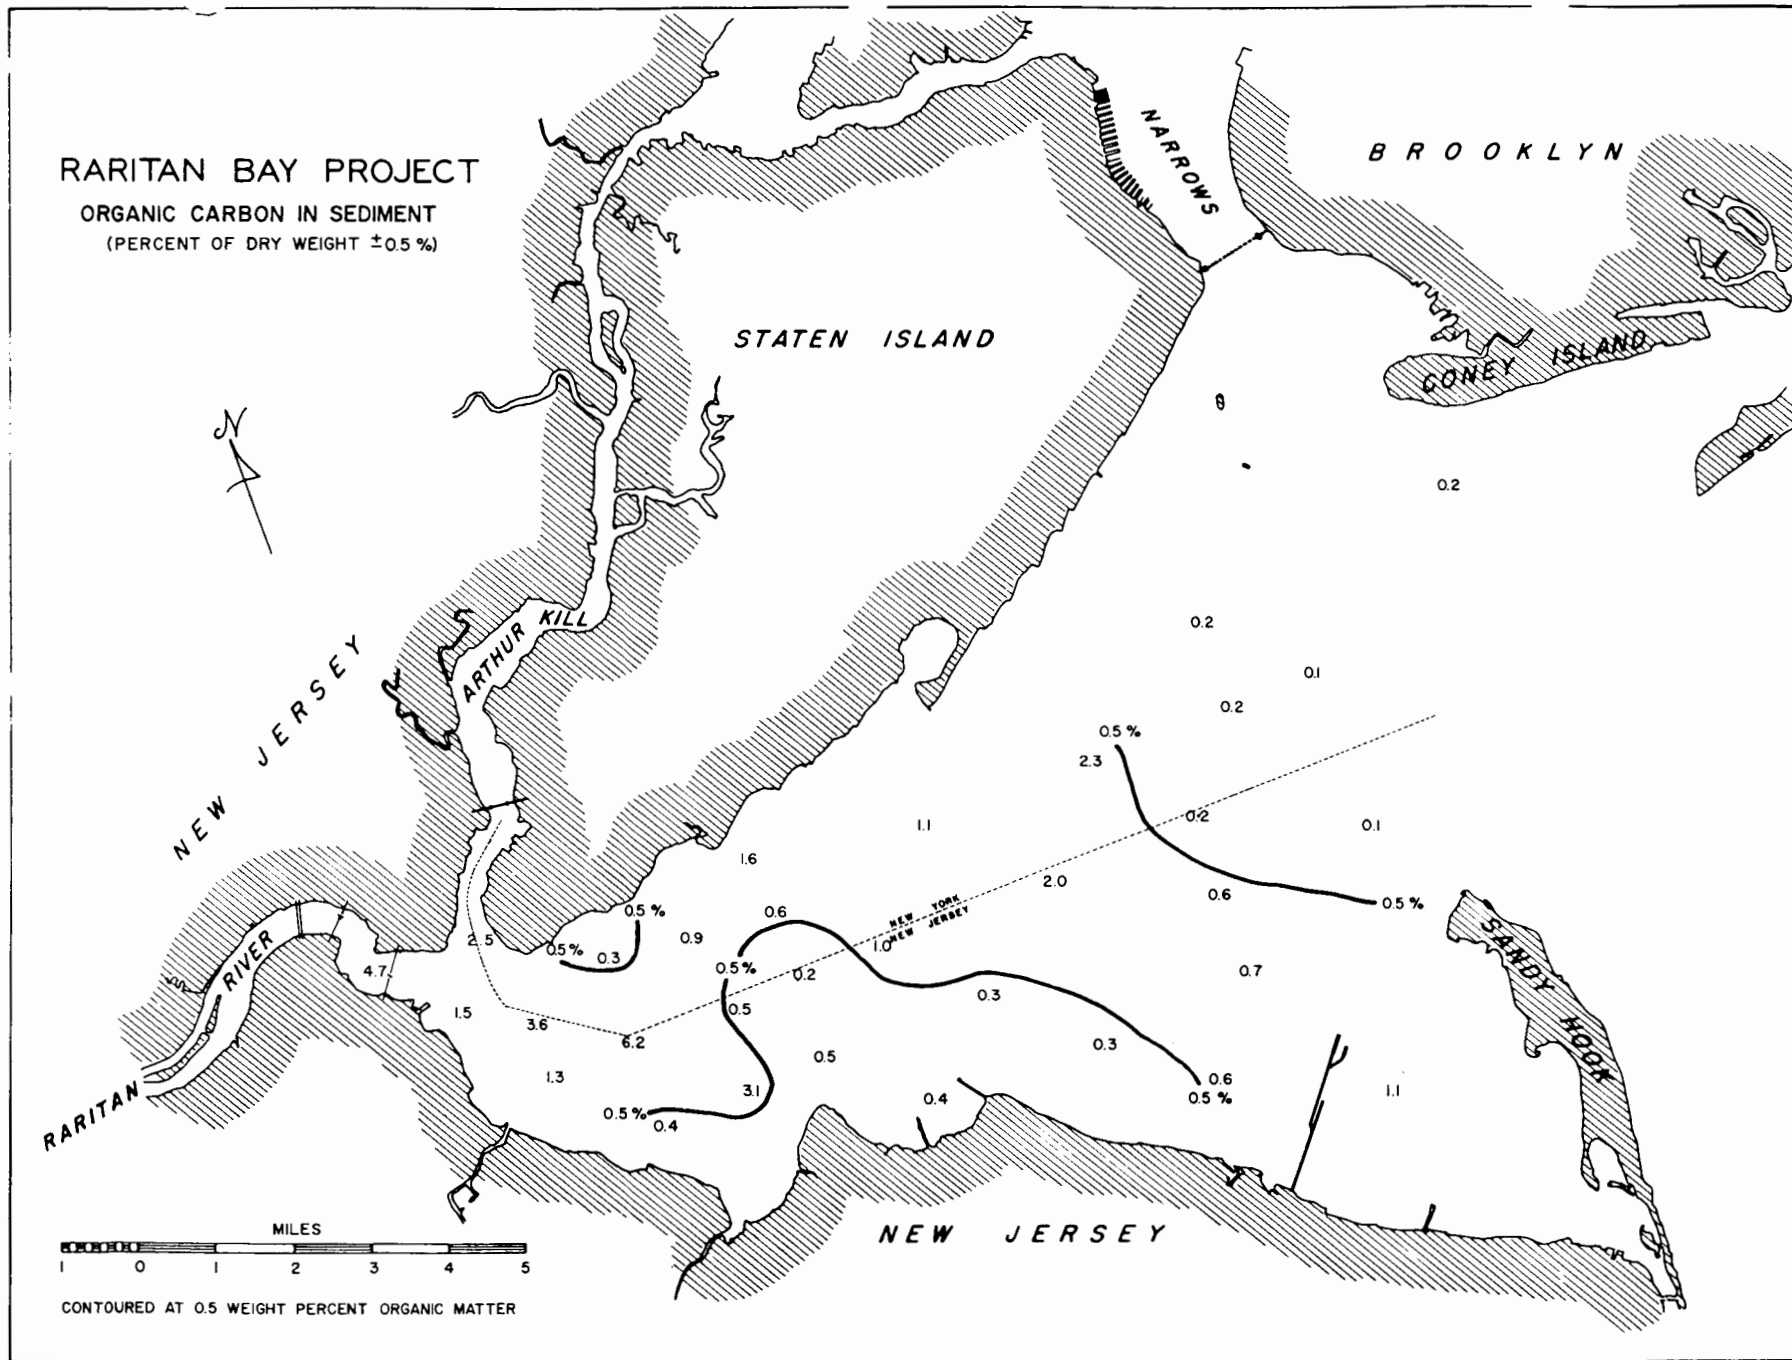 RARITAN BAY PROJECT
ORGANIC CARBON IN SEDIMENT
(PERCENT OF DRY WEIGHT ±0.5 %)
NARROWS
BROOKLYN
STATEN ISLAND
CONEY ISLAND
N
0.2
ARTHUR KILL
0.2
0.1
NEW JERSEY
0.2
0.5 %
2.3
0.2
0.1
1.1
1.6
2.0
0.6
0.5 %
NEW YORK
NEW JERSEY
0.5 %
0.6
0.9
1.0
2.5
0.5 %
0.3
0.5 %
0.2
0.7
SANDY HOOK
4.7
RARITAN RIVER
0.3
1.5
3.6
0.5
6.2
0.5
0.3
1.3
3.1
0.6
0.5 %
1.1
0.5 %
0.4
0.4
NEW JERSEY
MILES
1 0 1 2 3 4 5
CONTOURED AT 0.5 WEIGHT PERCENT ORGANIC MATTER